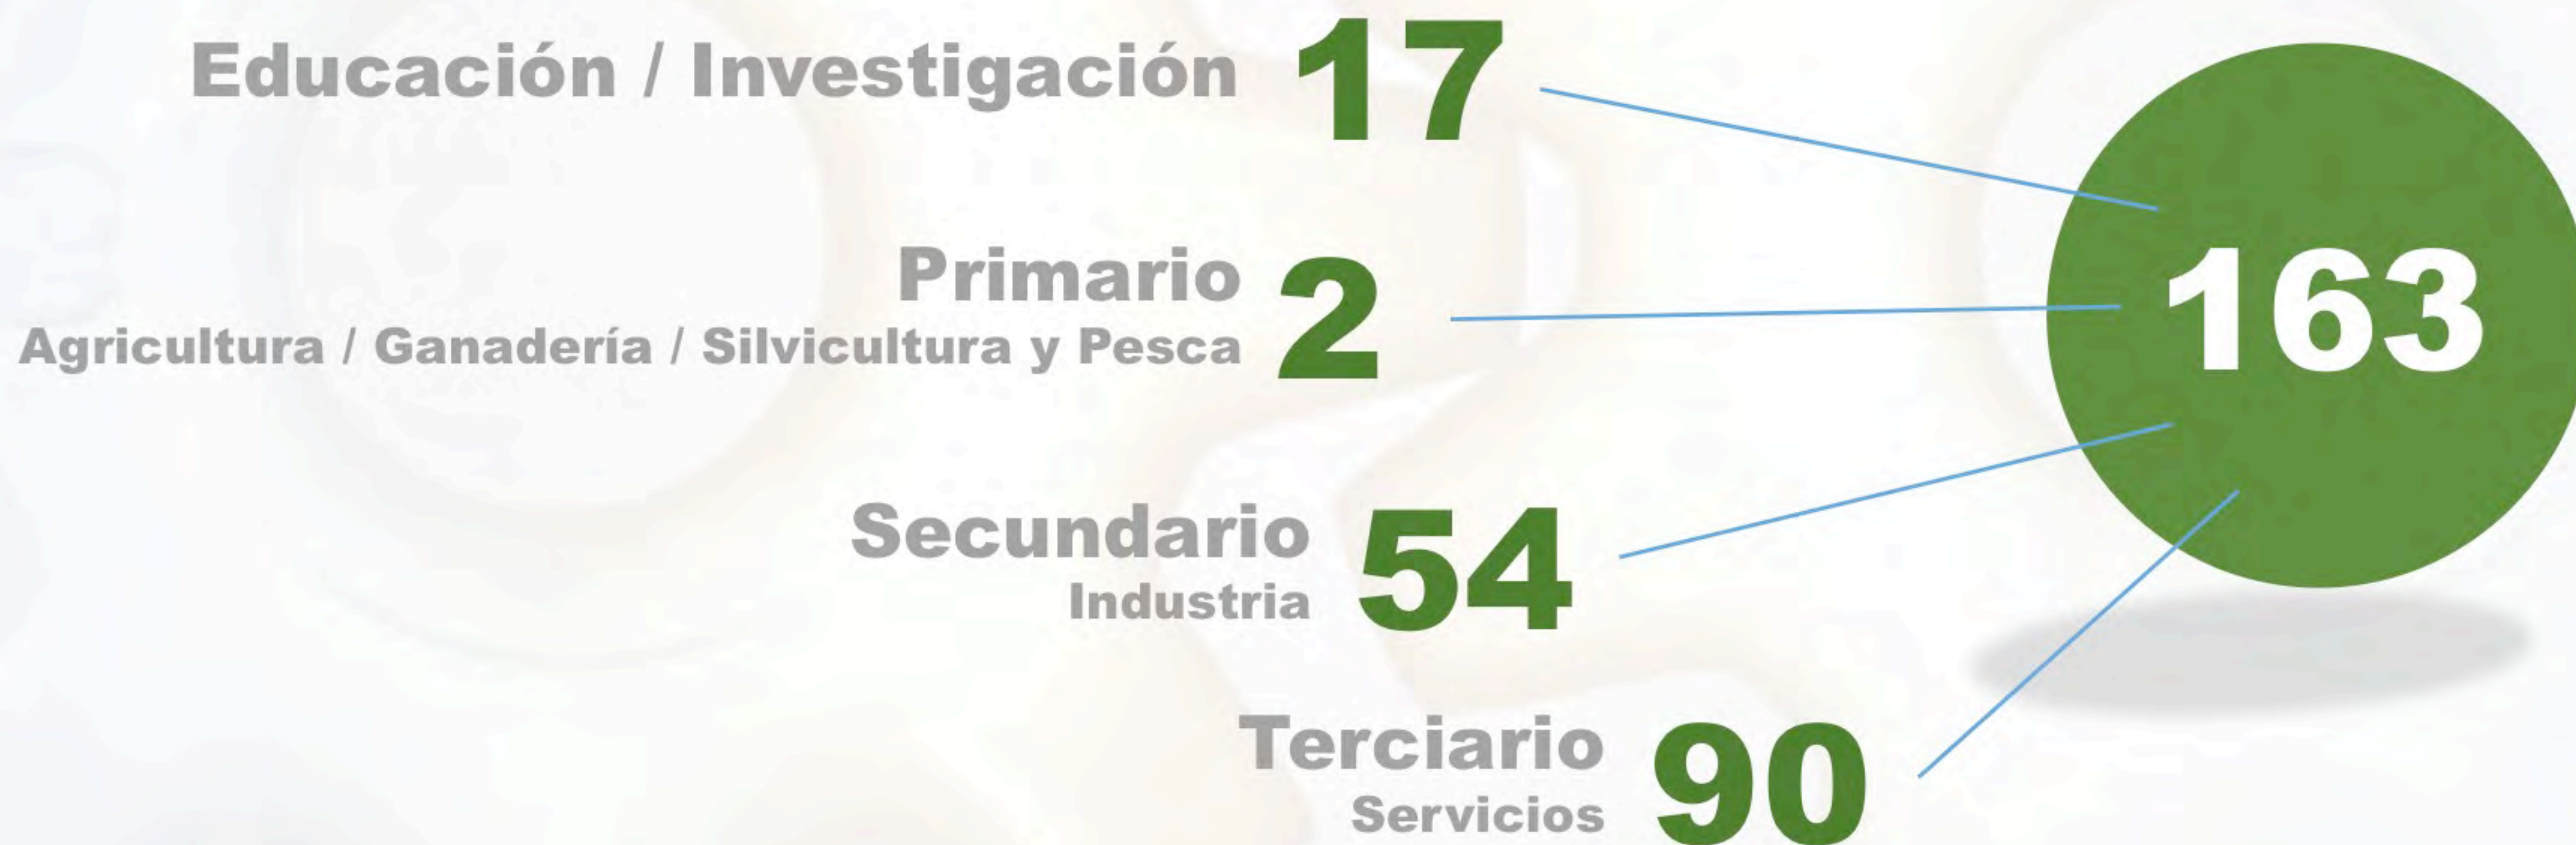 Educación / Investigación 17
Primario 2
Agricultura / Ganadería / Silvicultura y Pesca
163
Secundario 54
Industria
Terciario 90
Servicios